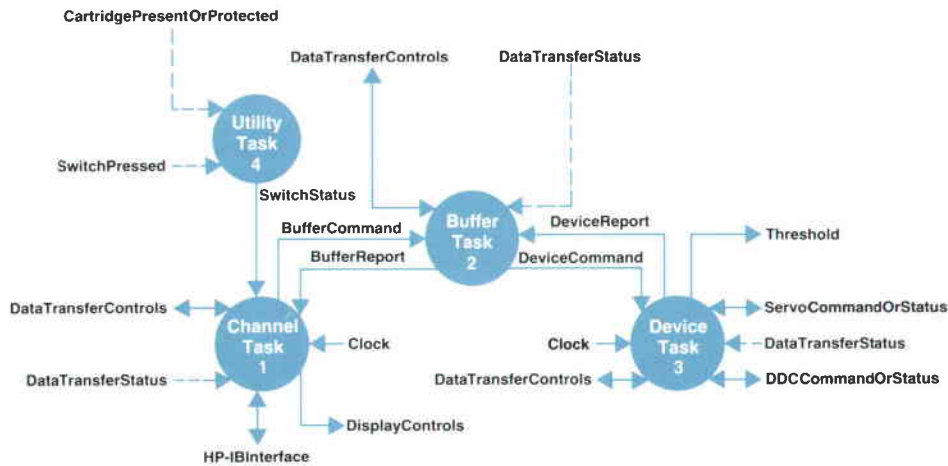 CartridgePresentOrProtected
DataTransferControls
DataTransferStatus
Utility
Task
4
SwitchPressed
SwitchStatus
BufferCommand
Buffer
Task
2
DeviceReport
Threshold
BufferReport
DeviceCommand
DataTransferControls
ServoCommandOrStatus
Channel
Task
1
Clock
Clock
Device
Task
3
DataTransferStatus
DataTransferStatus
DataTransferControls
DDCCommandOrStatus
DisplayControls
HP-IBInterface